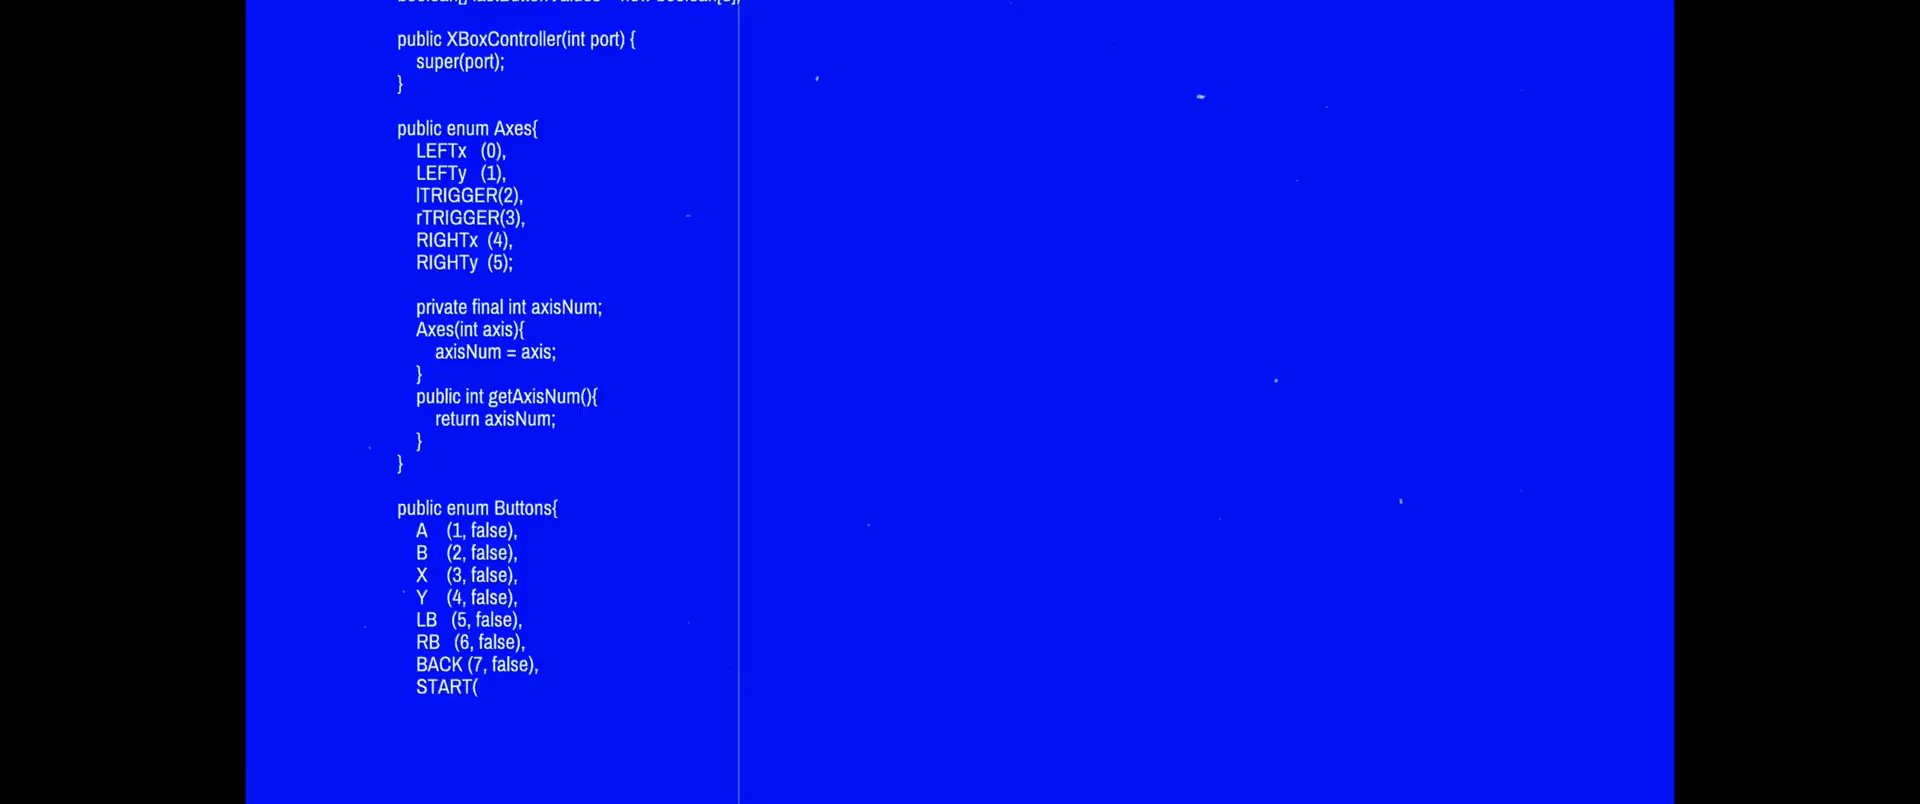 public XBoxController(int port) {
super(port);
}
public enum Axes{
LEFTx (0),
LEFTy (1),
lTRIGGER(2),
rTRIGGER(3),
RIGHTx (4),
RIGHTy (5);
private final int axisNum;
Axes(int axis){
axisNum = axis;
}
public int getAxisNum(){
return axisNum;
}
}
public enum Buttons{
A (1, false),
B (2, false),
X (3, false),
Y (4, false),
LB (5, false),
RB (6, false),
BACK (7, false),
START(